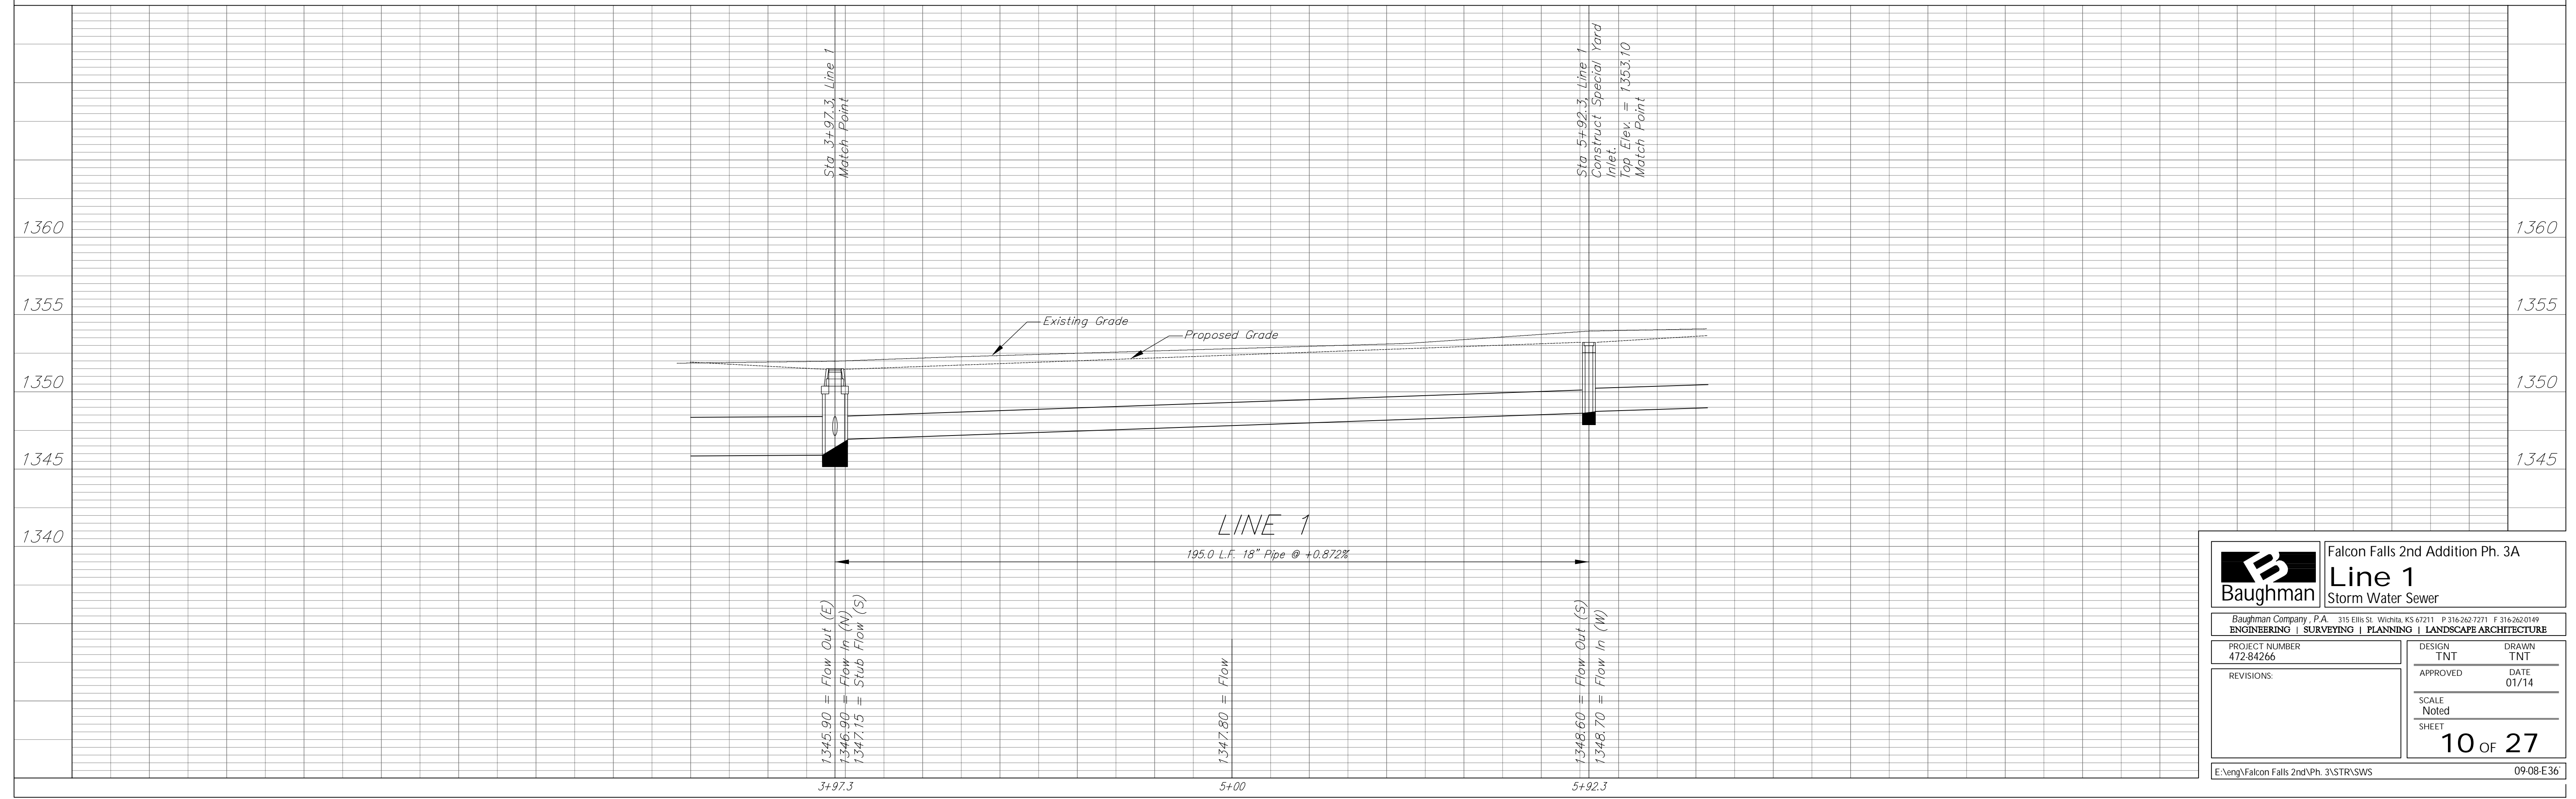 Sta 3+97.3, Line 1
Match Point
Sta 5+92.3, Line 1
Construct Special Yard
Inlet.
Top Elev. = 1353.10
Match Point
1360
1360
1355
1355
Existing Grade
Proposed Grade
1350
1350
1345
1345
LINE 1
1340
195.0 L.F. 18" Pipe @ +0.872%
1345.90 = Flow Out (E)
1346.90 = Flow In (N)
1347.15 = Stub Flow (S)
1347.80 = Flow
1348.60 = Flow Out (S)
1348.70 = Flow In (W)
3+97.3
5+00
5+92.3
Baughman
Falcon Falls 2nd Addition Ph. 3A
Line 1
Storm Water Sewer
Baughman Company, P.A. 315 Ellis St. Wichita, KS 67211 P 316-262-7271 F 316-262-0149
ENGINEERING | SURVEYING | PLANNING | LANDSCAPE ARCHITECTURE
PROJECT NUMBER
472-84266
REVISIONS:
DESIGN
TNT
DRAWN
TNT
APPROVED
DATE
01/14
SCALE
Noted
SHEET
10 OF 27
E:\eng\Falcon Falls 2nd\Ph. 3\STR\SWS
09-08-E36